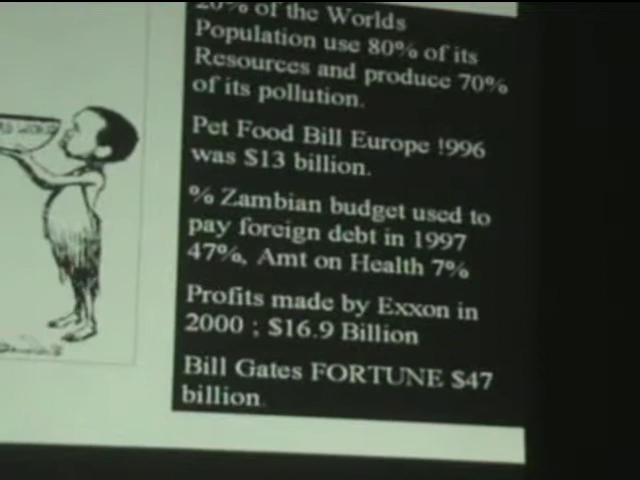 20% of the Worlds
Population use 80% of its
Resources and produce 70%
of its pollution.
Pet Food Bill Europe !996
was $13 billion.
% Zambian budget used to
pay foreign debt in 1997
47%, Amt on Health 7%
Profits made by Exxon in
2000 ; $16.9 Billion
Bill Gates FORTUNE $47
billion.